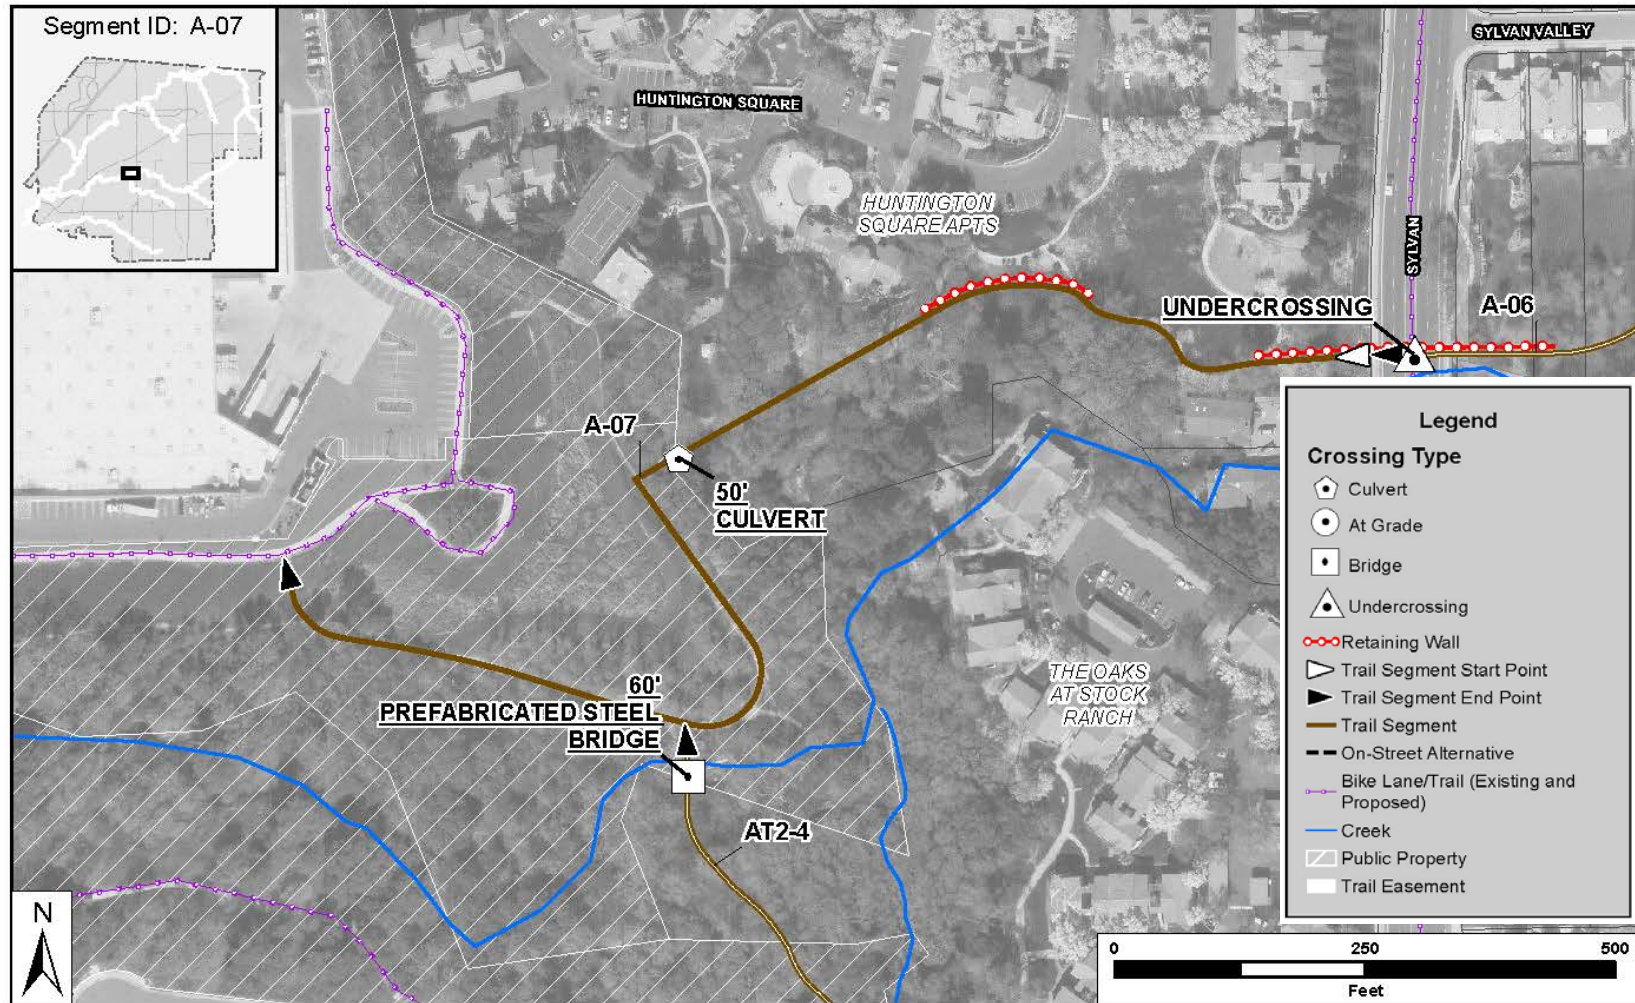 Segment ID: A-07
SYLVAN VALLEY
HUNTINGTON SQUARE
HUNTINGTON
SQUARE APTS
SYLVAN
UNDERCROSSING
A-06
A-07
50'
CULVERT
60'
PREFABRICATED STEEL
BRIDGE
THE OAKS
AT STOCK
RANCH
AT2-4
Legend
Crossing Type
Culvert
At Grade
Bridge
Undercrossing
Retaining Wall
Trail Segment Start Point
Trail Segment End Point
Trail Segment
On-Street Alternative
Bike Lane/Trail (Existing and
Proposed)
Creek
Public Property
Trail Easement
N
0 250 500
Feet